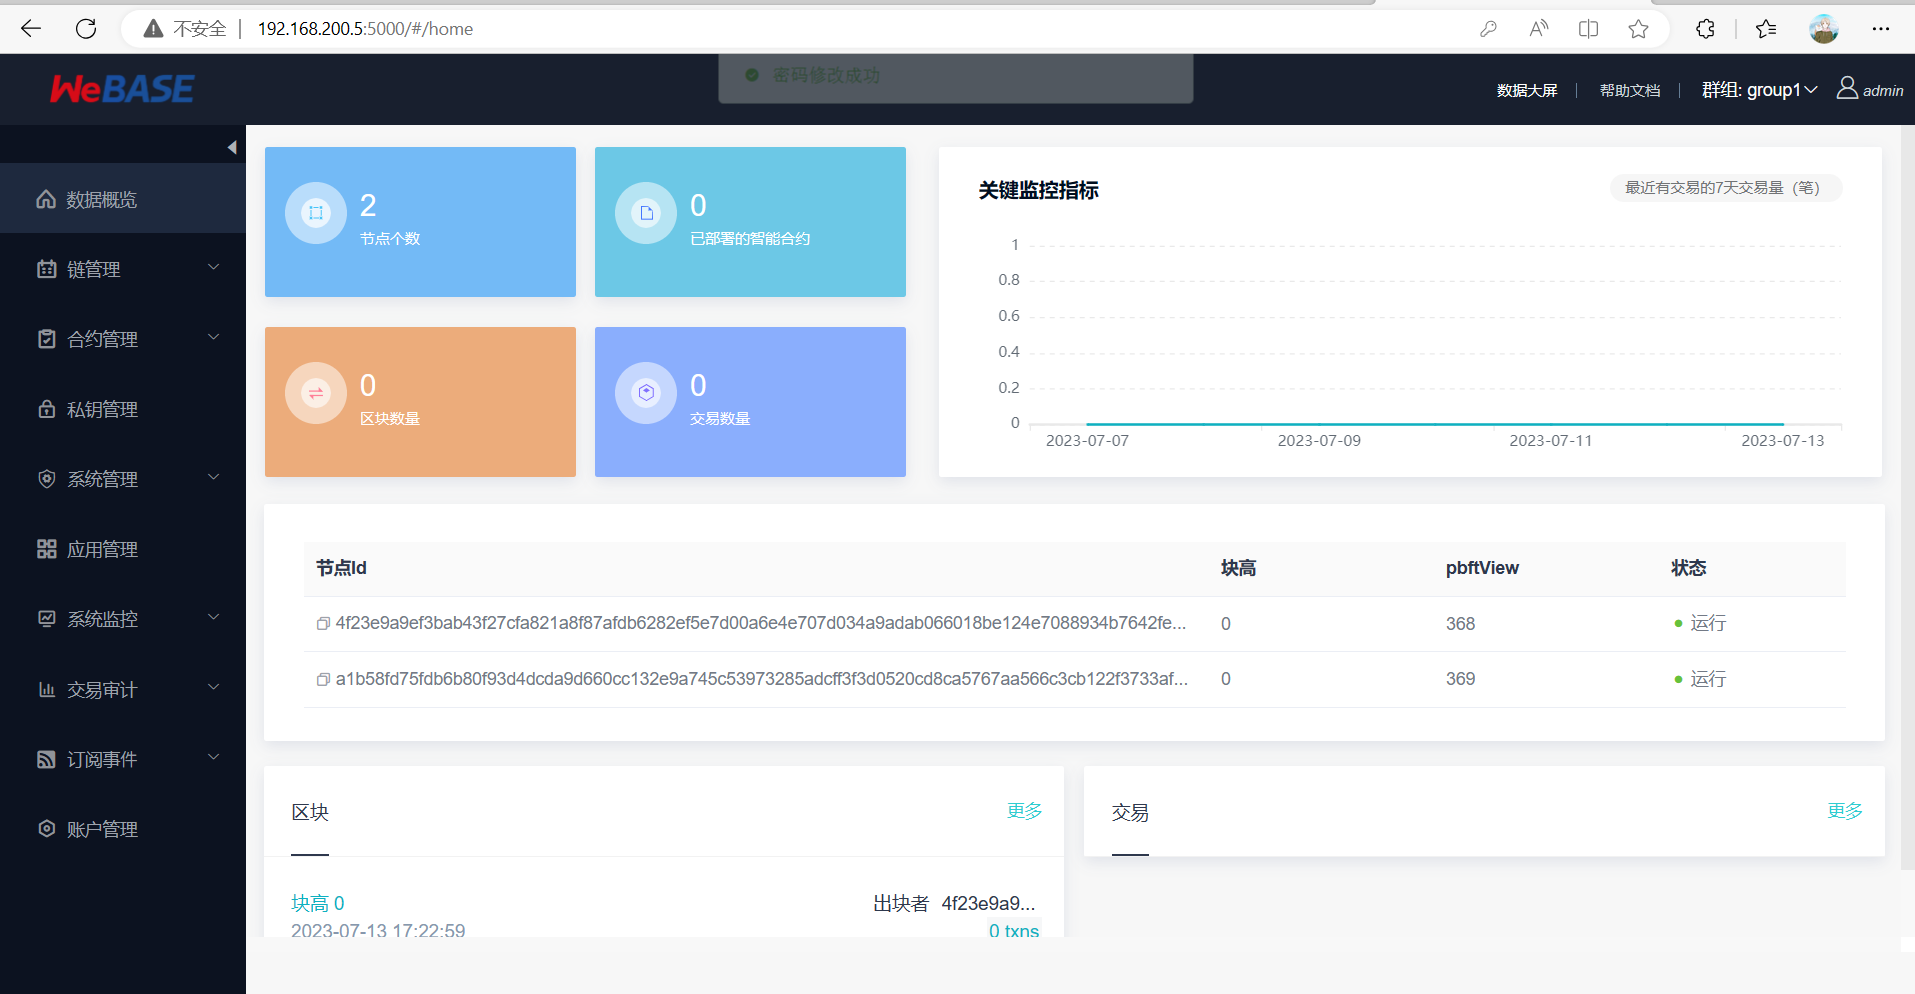 不安全 192.168.200.5:5000/#/home
WeBASE
密码修改成功
数据大屏 帮助文档 群组: group1 admin
数据概览
链管理
合约管理
私钥管理
系统管理
应用管理
系统监控
交易审计
订阅事件
账户管理
2
节点个数
0
已部署的智能合约
0
区块数量
0
交易数量
关键监控指标
最近有交易的7天交易量（笔）
1
0.8
0.6
0.4
0.2
0
2023-07-07 2023-07-09 2023-07-11 2023-07-13
节点Id 块高 pbftView 状态
4f23e9a9ef3bab43f27cfa821a8f87afdb6282ef5e7d00a6e4e707d034a9adab066018be124e7088934b7642fe... 0 368 运行
a1b58fd75fdb6b80f93d4dcda9d660cc132e9a745c53973285adcff3f3d0520cd8ca5767aa566c3cb122f3733af... 0 369 运行
区块 更多
块高 0 出块者 4f23e9a9...
2023-07-13 17:22:59 0 txns
交易 更多